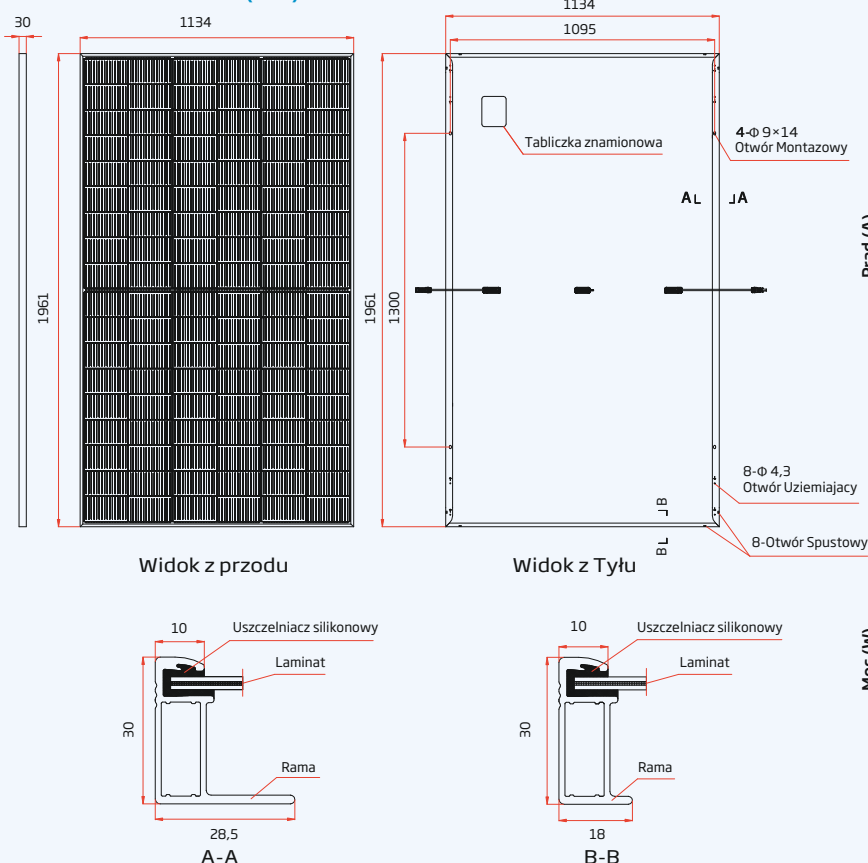 30
1134
1961
Widok z przodu
1134
1095
Tabliczka znamionowa
4-Φ 9×14
Otwór Montazowy
A
A
1961
1300
8-Φ 4,3
Otwór Uziemiajacy
B
B
8-Otwór Spustowy
Widok z Tyłu
Prąd (A)
Moc (W)
10
Uszczelniacz silikonowy
Laminat
30
Rama
28,5
A-A
10
Uszczelniacz silikonowy
Laminat
30
Rama
18
B-B